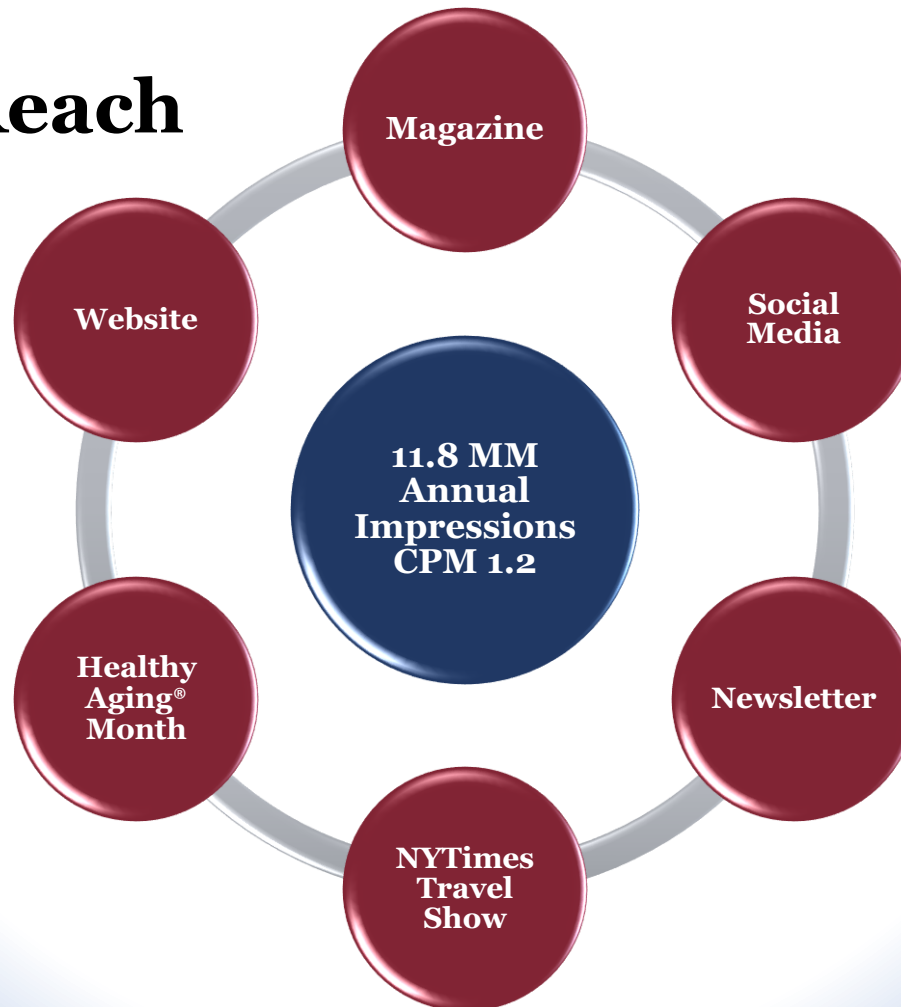 Reach
Magazine
Website
Social
Media
11.8 MM
Annual
Impressions
CPM 1.2
Healthy
Aging®
Month
Newsletter
NYTimes
Travel
Show